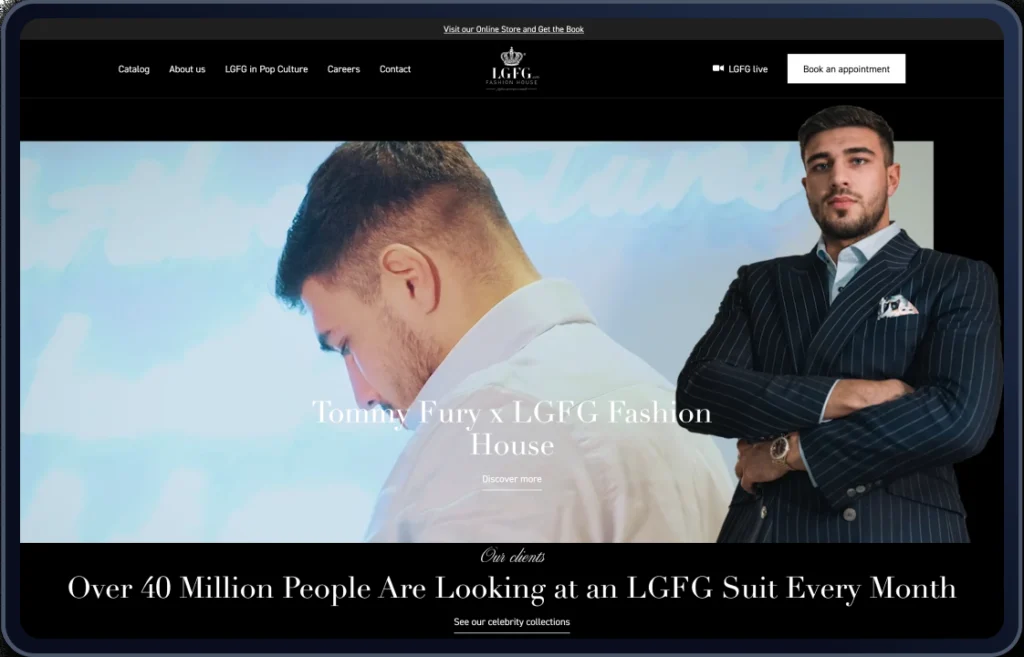 Visit our Online Store and Get the Book
Catalog
About us
LGFG in Pop Culture
Careers
Contact
LGFG
FASHION HOUSE
LGFG live
Book an appointment
Tommy Fury x LGFG Fashion
House
Discover more
Our clients
Over 40 Million People Are Looking at an LGFG Suit Every Month
See our celebrity collections